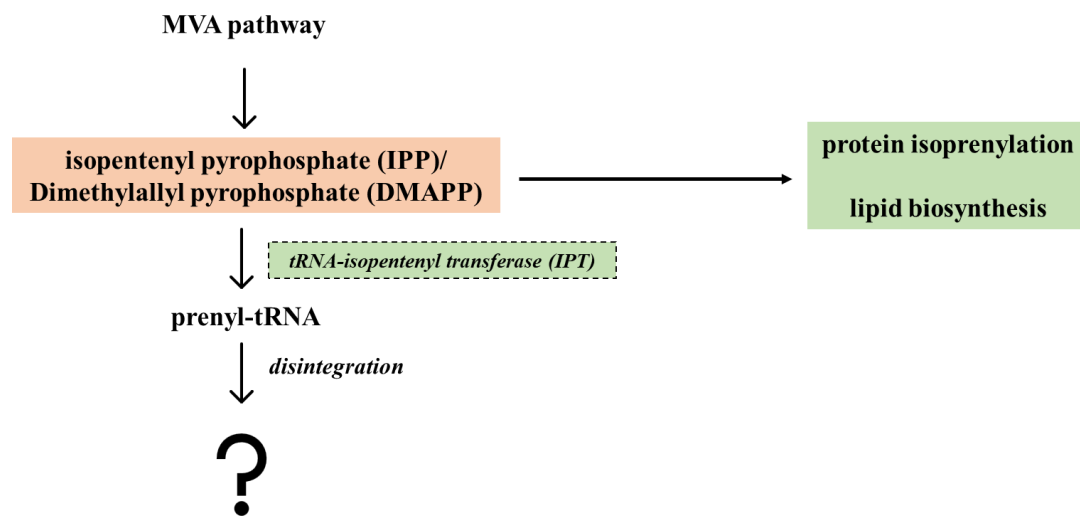 MVA pathway
isopentenyl pyrophosphate (IPP)/
Dimethylallyl pyrophosphate (DMAPP)
protein isoprenylation
lipid biosynthesis
tRNA-isopentenyl transferase (IPT)
prenyl-tRNA
disintegration
?